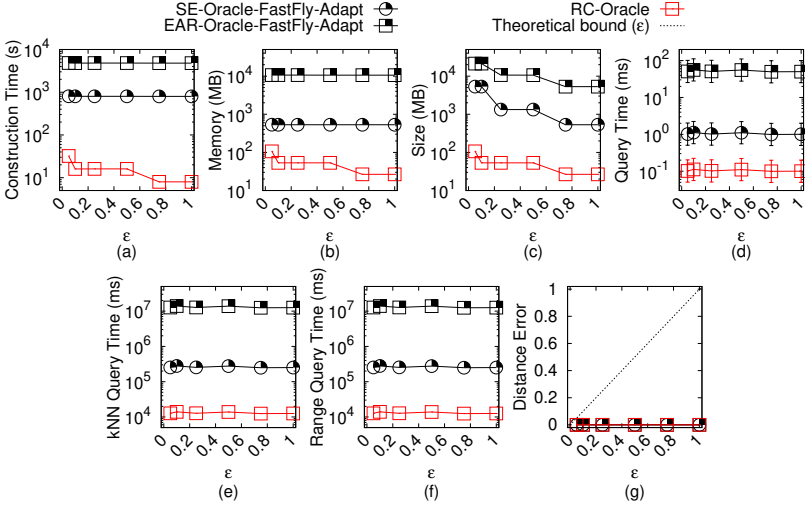 SE-Oracle-FastFly-Adapt
RC-Oracle
EAR-Oracle-FastFly-Adapt
Theoretical bound (ε)
Construction Time (s)
10^4
10^3
10^2
10^1
0.2
0.4
0.6
0.8
1
ε
(a)
Memory (MB)
10^4
10^3
10^2
10^1
0.2
0.4
0.6
0.8
1
ε
(b)
Size (MB)
10^4
10^3
10^2
10^1
0.2
0.4
0.6
0.8
1
ε
(c)
Query Time (ms)
10^2
10^1
10^0
10^-1
0.2
0.4
0.6
0.8
1
ε
(d)
kNN Query Time (ms)
10^7
10^6
10^5
10^4
0.2
0.4
0.6
0.8
1
ε
(e)
Range Query Time (ms)
10^7
10^6
10^5
10^4
0.2
0.4
0.6
0.8
1
ε
(f)
Distance Error
1
0.8
0.6
0.4
0.2
0
0
0.2
0.4
0.6
0.8
1
ε
(g)